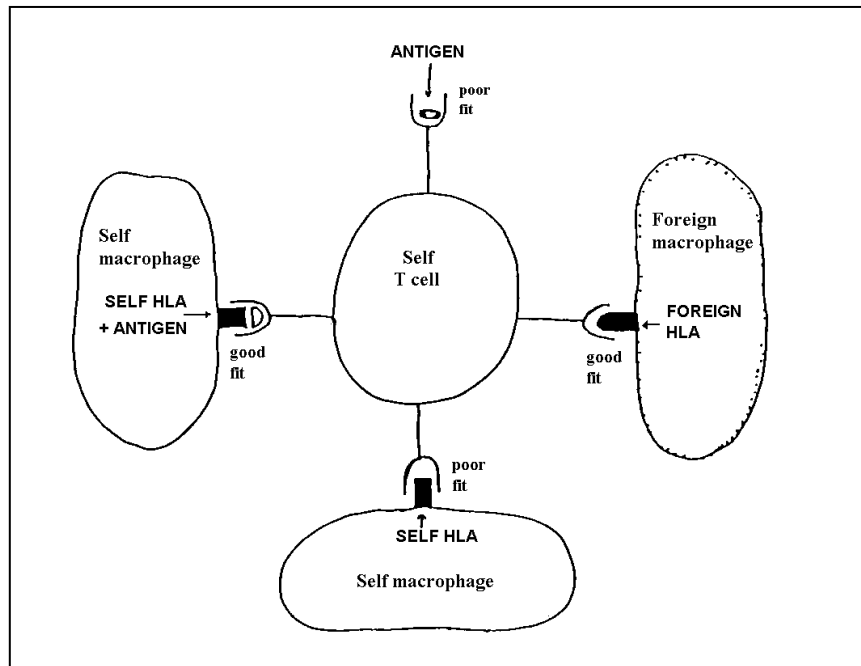 ANTIGEN
poor
fit
Self
macrophage
SELF HLA
+ ANTIGEN
good
fit
Self
T cell
Foreign
macrophage
FOREIGN
HLA
good
fit
poor
fit
SELF HLA
Self macrophage